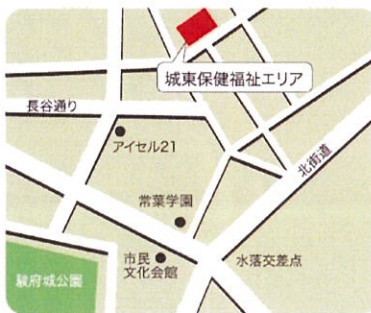 城東保健福祉エリア
長谷通り
アイセル21
北街道
常葉学園
市民
文化会館
水落交差点
駿府城公園